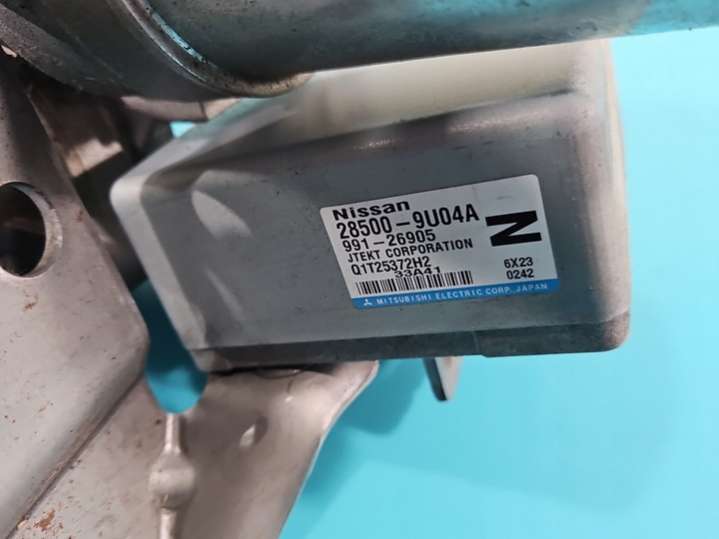 Nissan
28500-9U04A
991-26905
JTEKT CORPORATION
Q1T25372H2
33A41
N
6X23
0242
MITSUBISHI ELECTRIC CORP. JAPAN